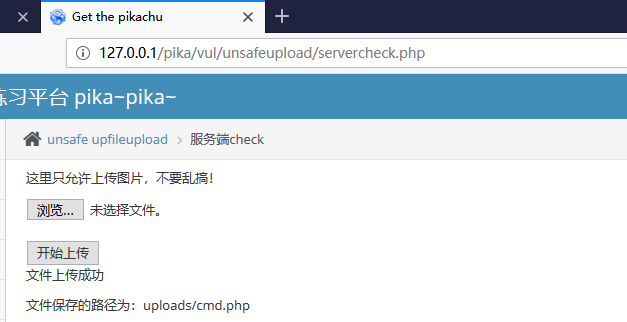 Get the pikachu
127.0.0.1/pika/vul/unsafeupload/servercheck.php
练习平台 pika~pika~
unsafe upfileupload > 服务端check
这里只允许上传图片，不要乱搞！
浏览... 未选择文件。
开始上传
文件上传成功
文件保存的路径为：uploads/cmd.php